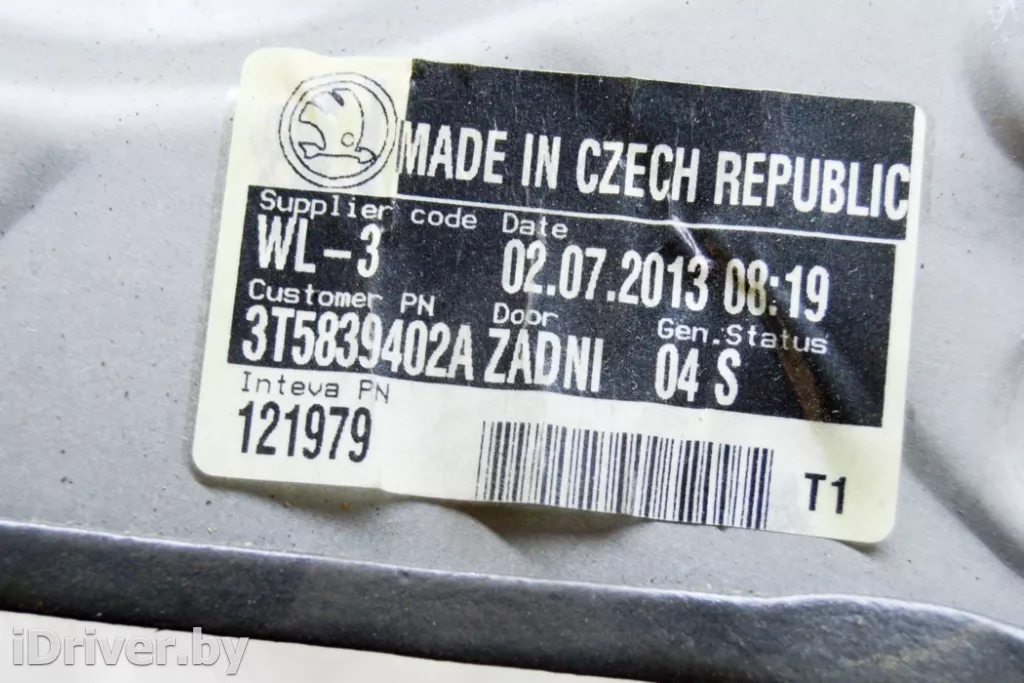 MADE IN CZECH REPUBLIC
Supplier code Date
WL-3 02.07.2013 08:19
Customer PN Door Gen.Status
3T5839402A ZADNI 04 S
Inteva PN
121979
T1
iDriver.by